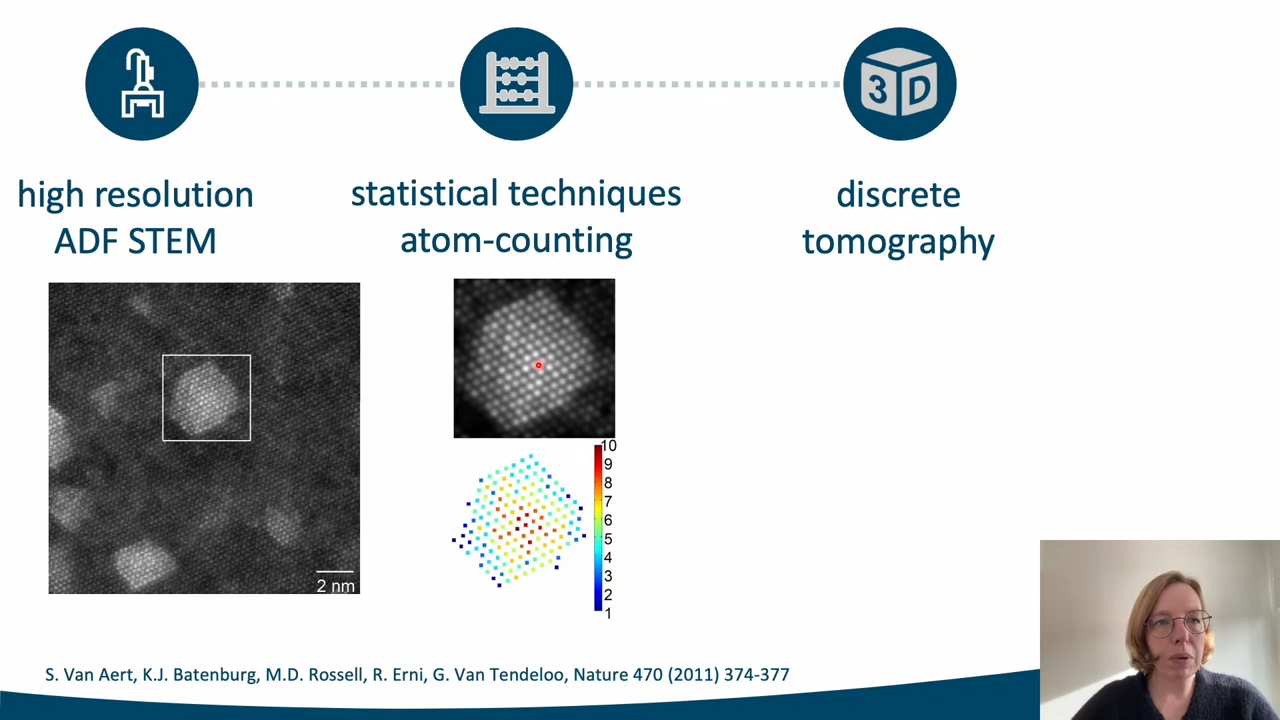 3D
high resolution
ADF STEM
statistical techniques
atom-counting
discrete
tomography
2 nm
10
9
8
7
6
5
4
3
2
1
S. Van Aert, K.J. Batenburg, M.D. Rossell, R. Erni, G. Van Tendeloo, Nature 470 (2011) 374-377